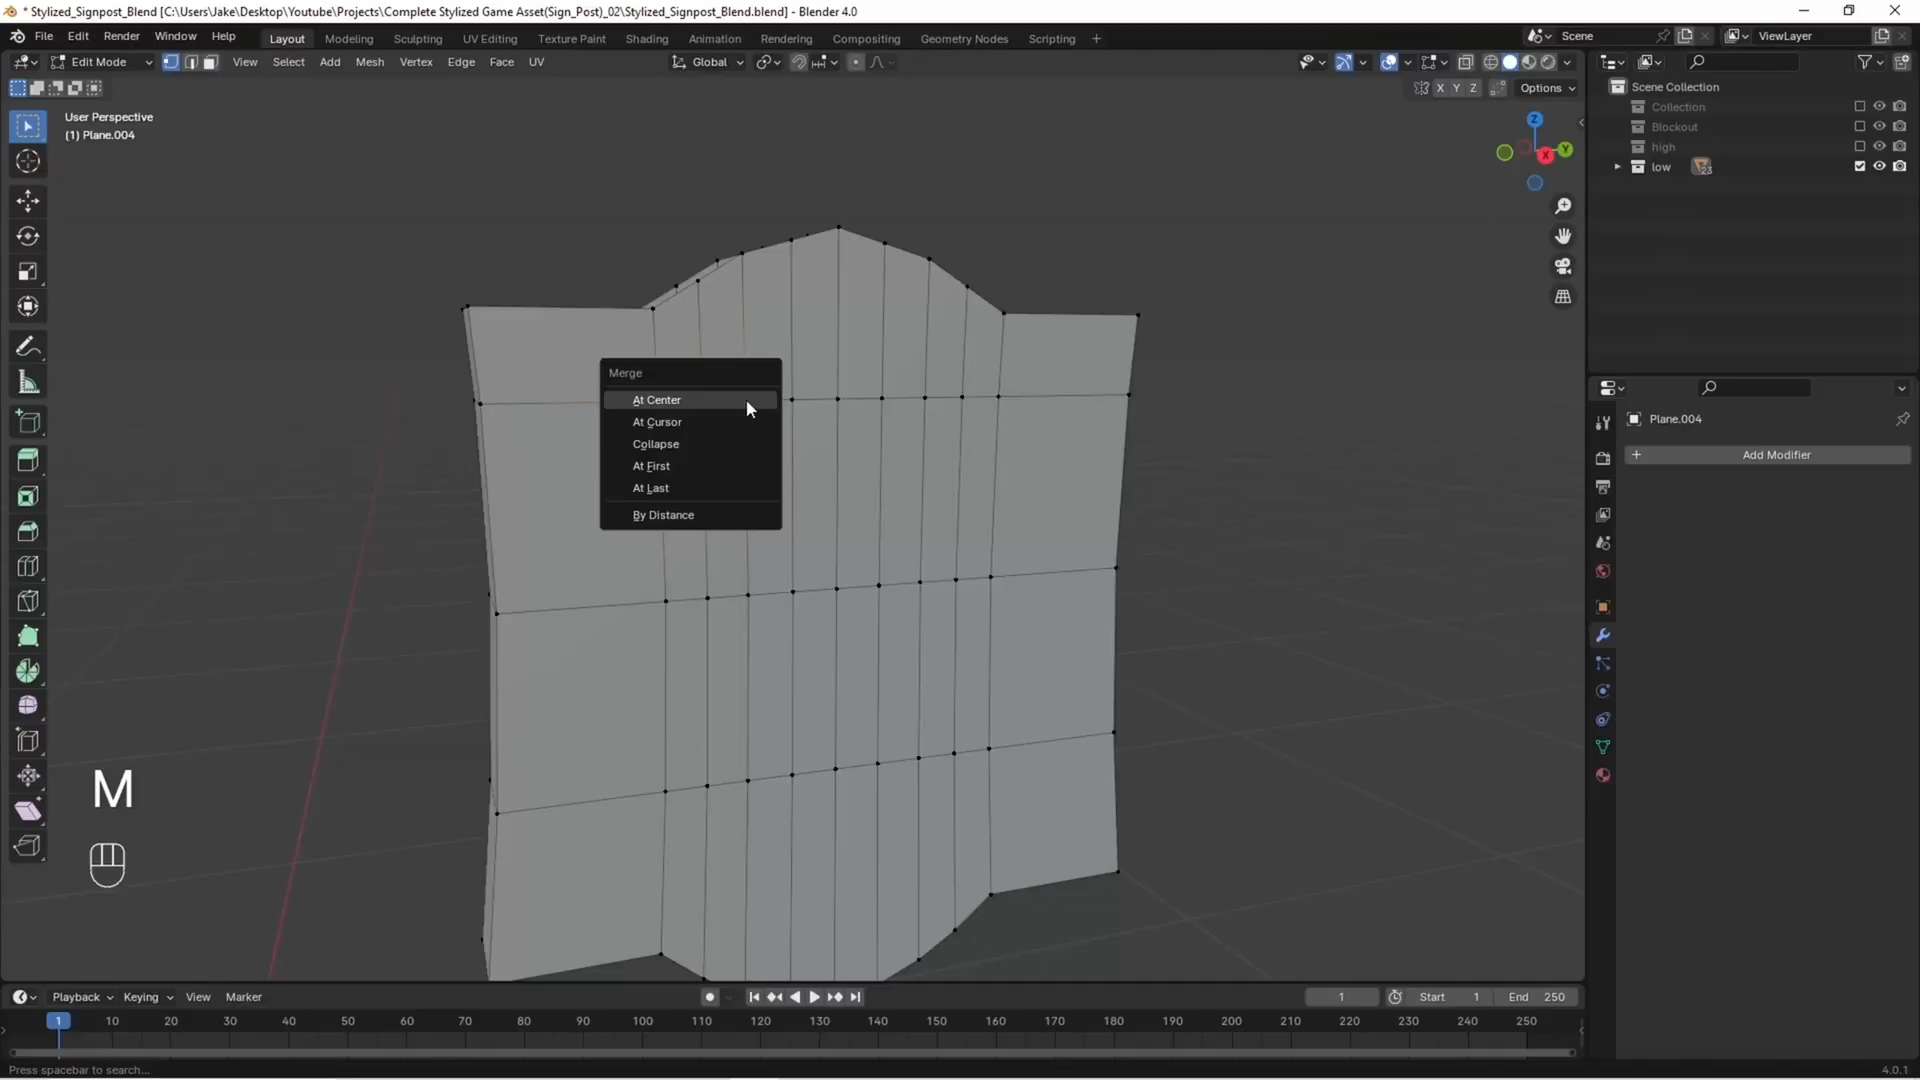 * Stylized_Signpost_Blend [C:\Users\Jake\Desktop\Youtube\Projects\Complete Stylized Game Asset(Sign_Post)_02\Stylized_Signpost_Blend.blend] - Blender 4.0
File Edit Render Window Help Layout Modeling Sculpting UV Editing Texture Paint Shading Animation Rendering Compositing Geometry Nodes Scripting + Scene ViewLayer
Edit Mode View Select Add Mesh Vertex Edge Face UV Global
X Y Z Options
Scene Collection
Collection
Blockout
high
low 23
User Perspective
(1) Plane.004
Z
X
Y
Merge
At Center
At Cursor
Collapse
At First
At Last
By Distance
Plane.004
+ Add Modifier
M
Playback Keying View Marker 1 Start 1 End 250
1 10 20 30 40 50 60 70 80 90 100 110 120 130 140 150 160 170 180 190 200 210 220 230 240 250
Press spacebar to search... 4.0.1